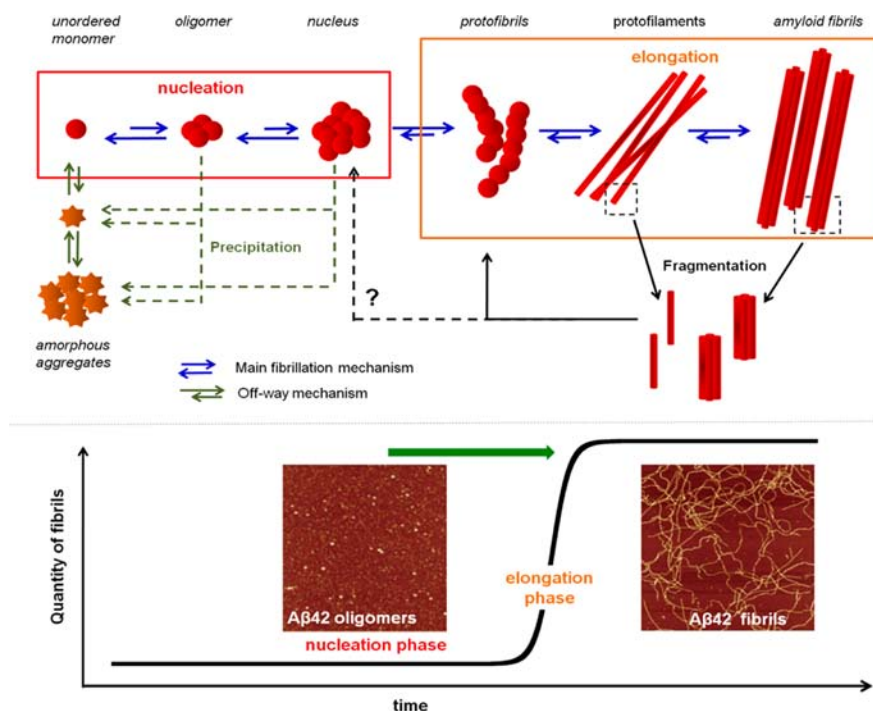 unordered
monomer
oligomer
nucleus
protofibrils
protofilaments
amyloid fibrils
nucleation
elongation
Precipitation
Fragmentation
?
amorphous
aggregates
Main fibrillation mechanism
Off-way mechanism
Quantity of fibrils
Aβ42 oligomers
nucleation phase
elongation
phase
Aβ42 fibrils
time